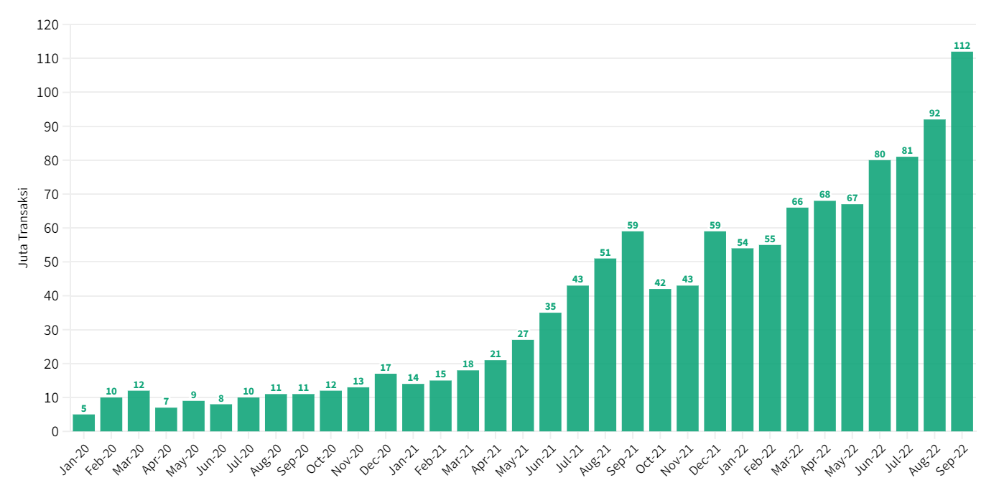 120
110
100
90
80
70
60
50
40
30
20
10
0
Juta Transaksi
5
10
12
7
9
8
10
11
11
12
13
17
14
15
18
21
27
35
43
51
59
42
43
59
54
55
66
68
67
80
81
92
112
Jan-20
Feb-20
Mar-20
Apr-20
May-20
Jun-20
Jul-20
Aug-20
Sep-20
Oct-20
Nov-20
Dec-20
Jan-21
Feb-21
Mar-21
Apr-21
May-21
Jun-21
Jul-21
Aug-21
Sep-21
Oct-21
Nov-21
Dec-21
Jan-22
Feb-22
Mar-22
Apr-22
May-22
Jun-22
Jul-22
Aug-22
Sep-22